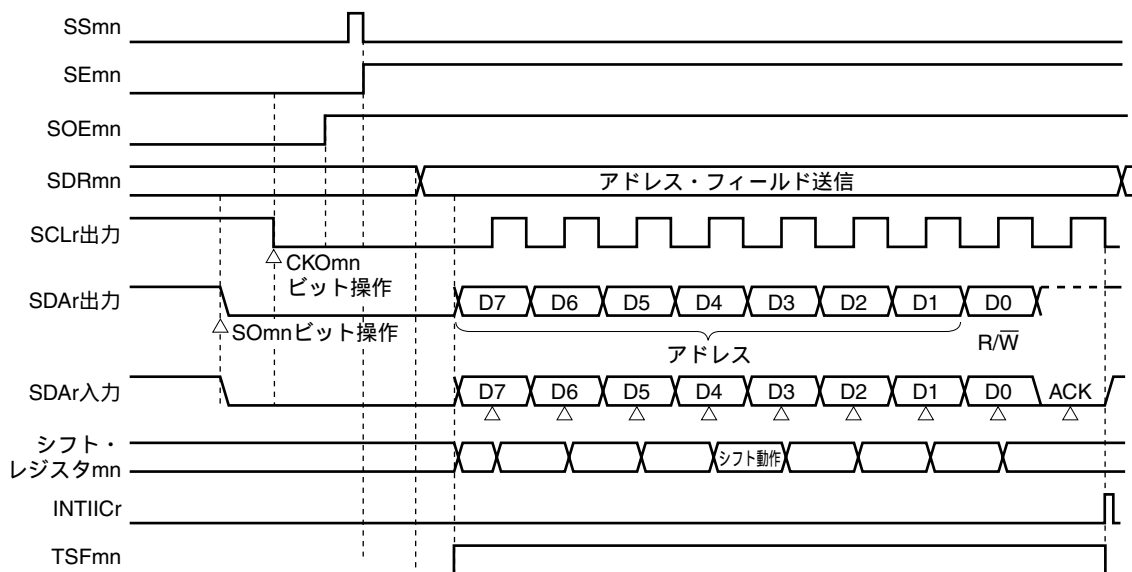 SSmn
SEmn
SOEmn
SDRmn
アドレス・フィールド送信
SCLr出力
CKOmn
ビット操作
SDAr出力
D7 D6 D5 D4 D3 D2 D1 D0
SOmnビット操作
アドレス
R/W
SDAr入力
D7 D6 D5 D4 D3 D2 D1 D0 ACK
シフト・
レジスタmn
シフト動作
INTIICr
TSFmn